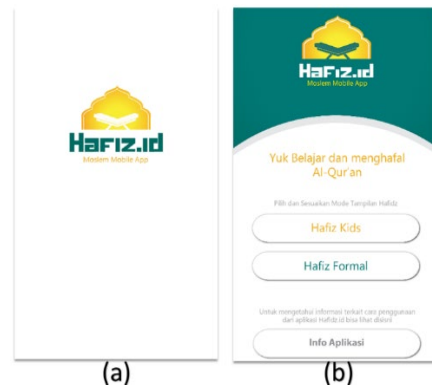 Hafiz.id
Moslem Mobile App
(a)
Hafiz.id
Moslem Mobile App
Yuk Belajar dan menghafal
Al-Qur'an
Pilih dan Sesuaikan Mode Tampilan Hafidz
Hafiz Kids
Hafiz Formal
Untuk mengetahui informasi terkait cara penggunaan
dari aplikasi Hafidz.id bisa lihat disini
Info Aplikasi
(b)